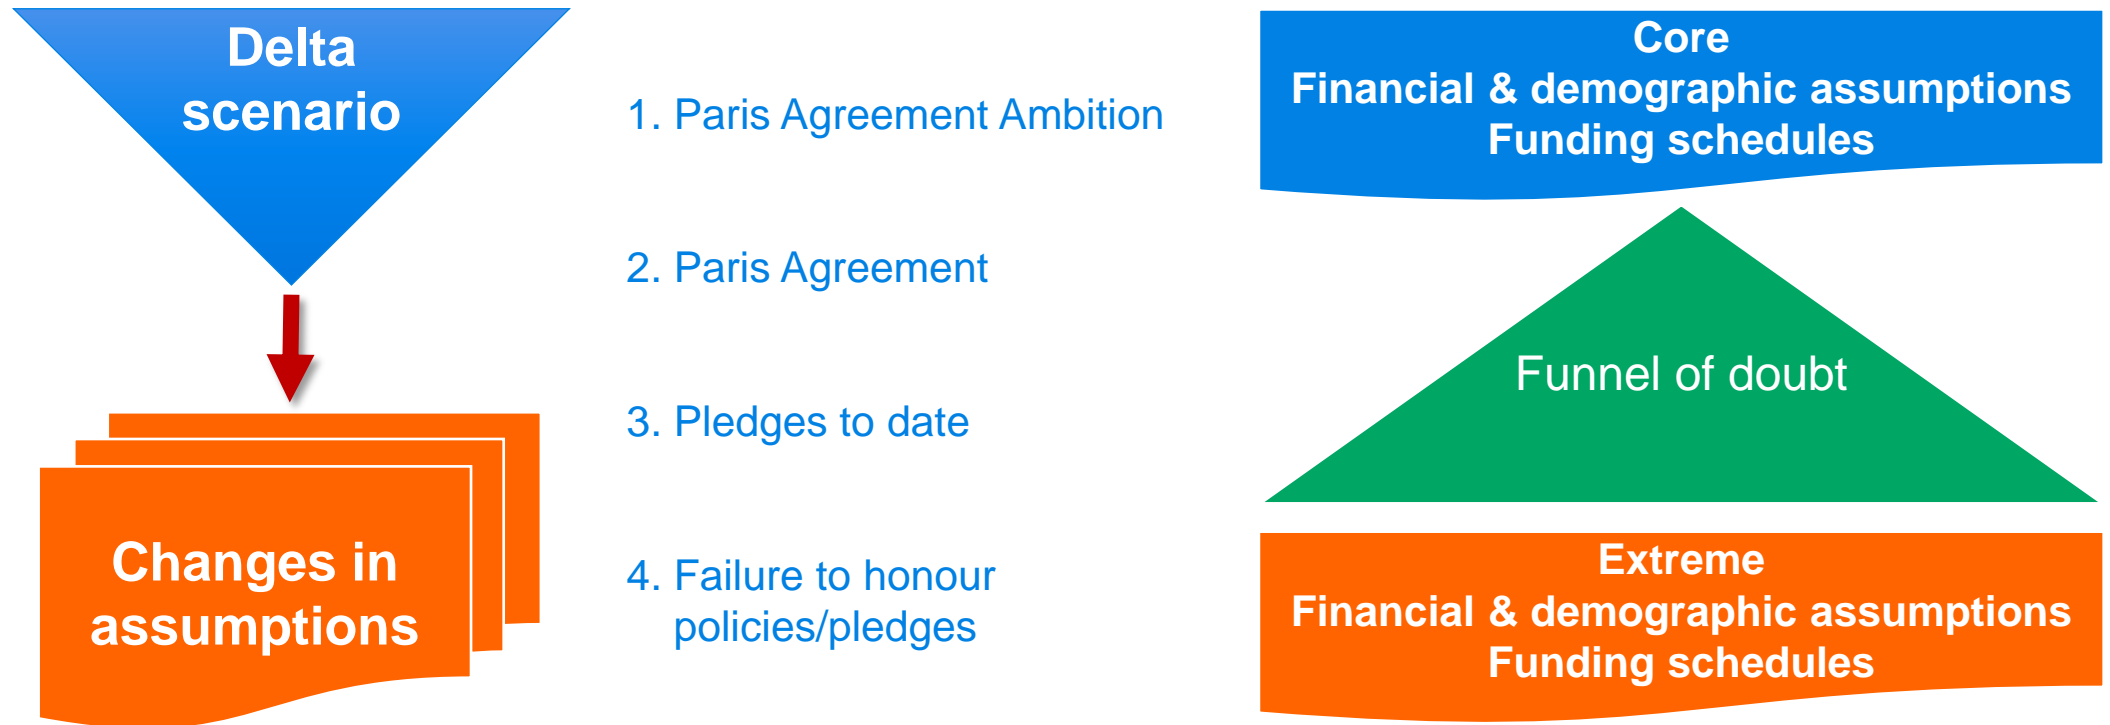 Delta
scenario
Changes in
assumptions
1. Paris Agreement Ambition
2. Paris Agreement
3. Pledges to date
4. Failure to honour
policies/pledges
Core
Financial & demographic assumptions
Funding schedules
Funnel of doubt
Extreme
Financial & demographic assumptions
Funding schedules